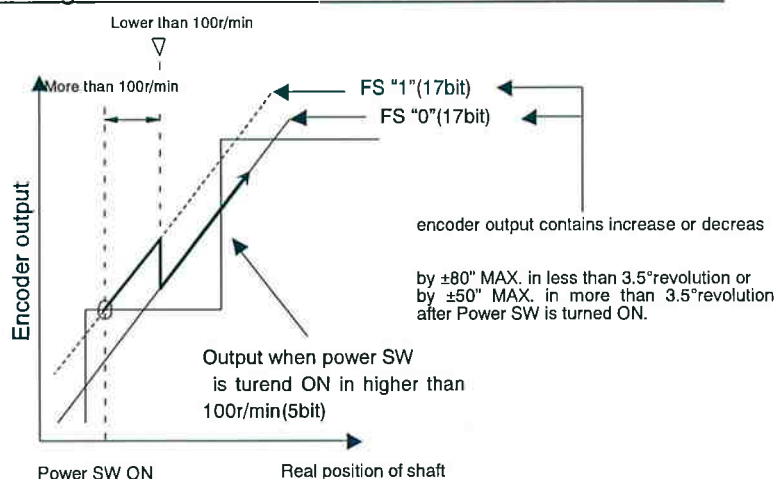 Lower than 100r/min
More than 100r/min
FS "1"(17bit)
FS "0"(17bit)
Encoder output
encoder output contains increase or decreas
by ±80" MAX. in less than 3.5°revolution or
by ±50" MAX. in more than 3.5°revolution
after Power SW is turned ON.
Output when power SW
is turend ON in higher than
100r/min(5bit)
Power SW ON
Real position of shaft